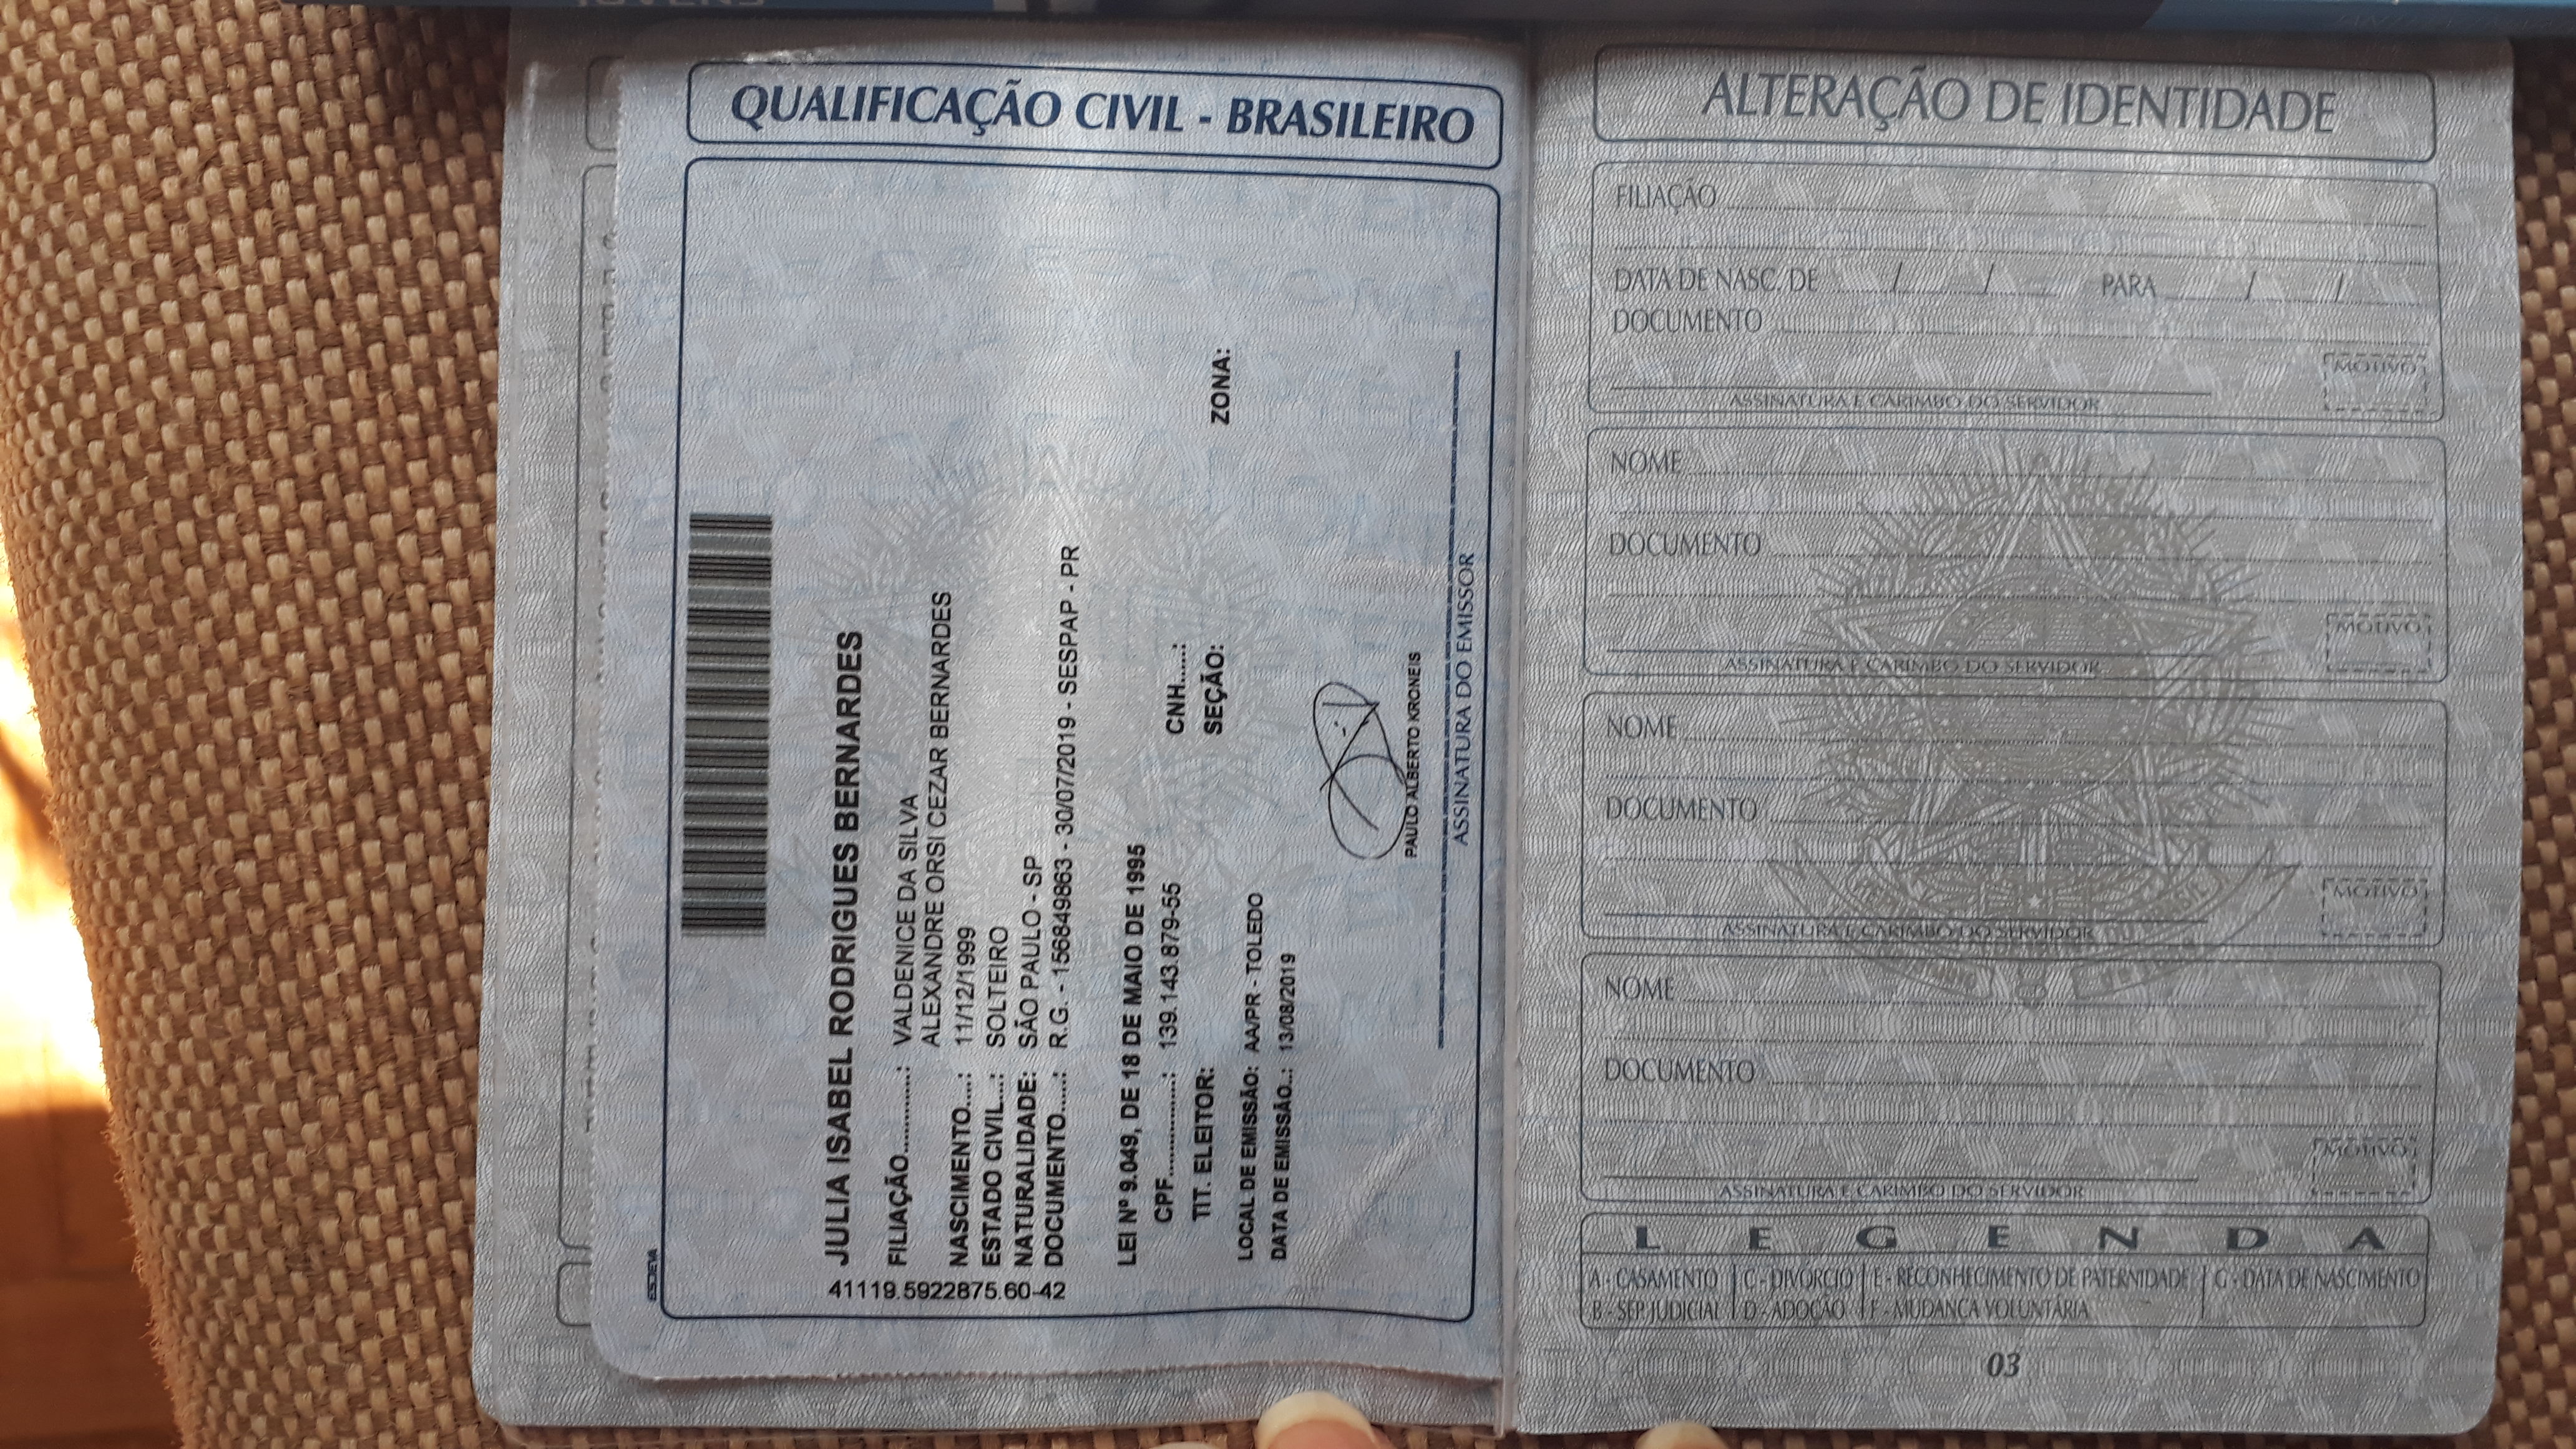 JOVENS
QUALIFICAÇÃO CIVIL - BRASILEIRO
JULIA ISABEL RODRIGUES BERNARDES
FILIAÇÃO............: VALDENICE DA SILVA
ALEXANDRE ORSI CEZAR BERNARDES
NASCIMENTO....: 11/12/1999
ESTADO CIVIL...: SOLTEIRO
NATURALIDADE: SÃO PAULO - SP
DOCUMENTO.....: R.G. - 156849863 - 30/07/2019 - SESPAP - PR
LEI Nº 9.049, DE 18 DE MAIO DE 1995
CPF...............: 139.143.879-55 CNH......:
TIT. ELEITOR: SEÇÃO: ZONA:
LOCAL DE EMISSÃO: AA/PR - TOLEDO
DATA DE EMISSÃO..: 13/08/2019
PAULO ALBERTO KRONEIS
ASSINATURA DO EMISSOR
41119.5922875.60-42
ESDEVA
ALTERAÇÃO DE IDENTIDADE
FILIAÇÃO
DATA DE NASC. DE / / PARA / /
DOCUMENTO
MOTIVO
ASSINATURA E CARIMBO DO SERVIDOR
NOME
DOCUMENTO
MOTIVO
ASSINATURA E CARIMBO DO SERVIDOR
NOME
DOCUMENTO
MOTIVO
ASSINATURA E CARIMBO DO SERVIDOR
NOME
DOCUMENTO
MOTIVO
ASSINATURA E CARIMBO DO SERVIDOR
LEGENDA
A - CASAMENTO C - DIVÓRCIO E - RECONHECIMENTO DE PATERNIDADE G - DATA DE NASCIMENTO
B - SEP. JUDICIAL D - ADOÇÃO F - MUDANCA VOLUNTÁRIA
03